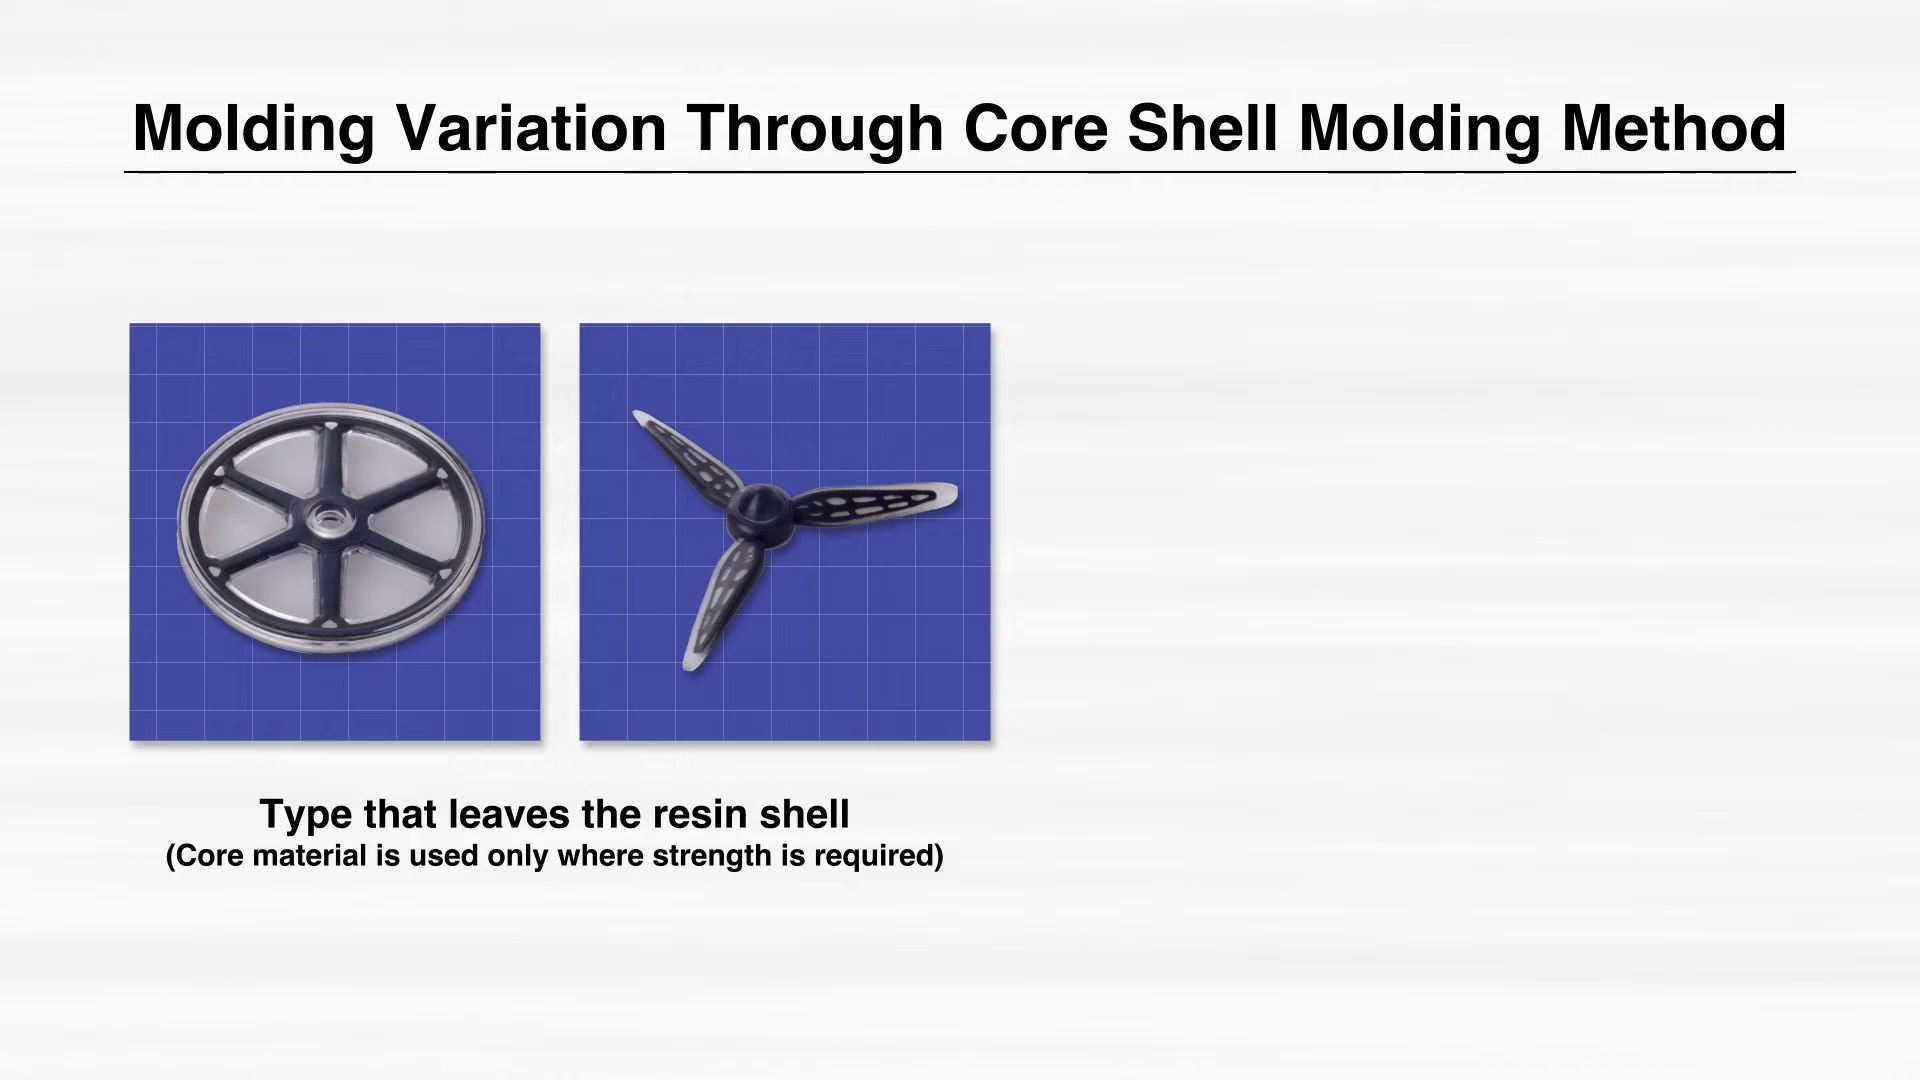 Molding Variation Through Core Shell Molding Method
Type that leaves the resin shell
(Core material is used only where strength is required)